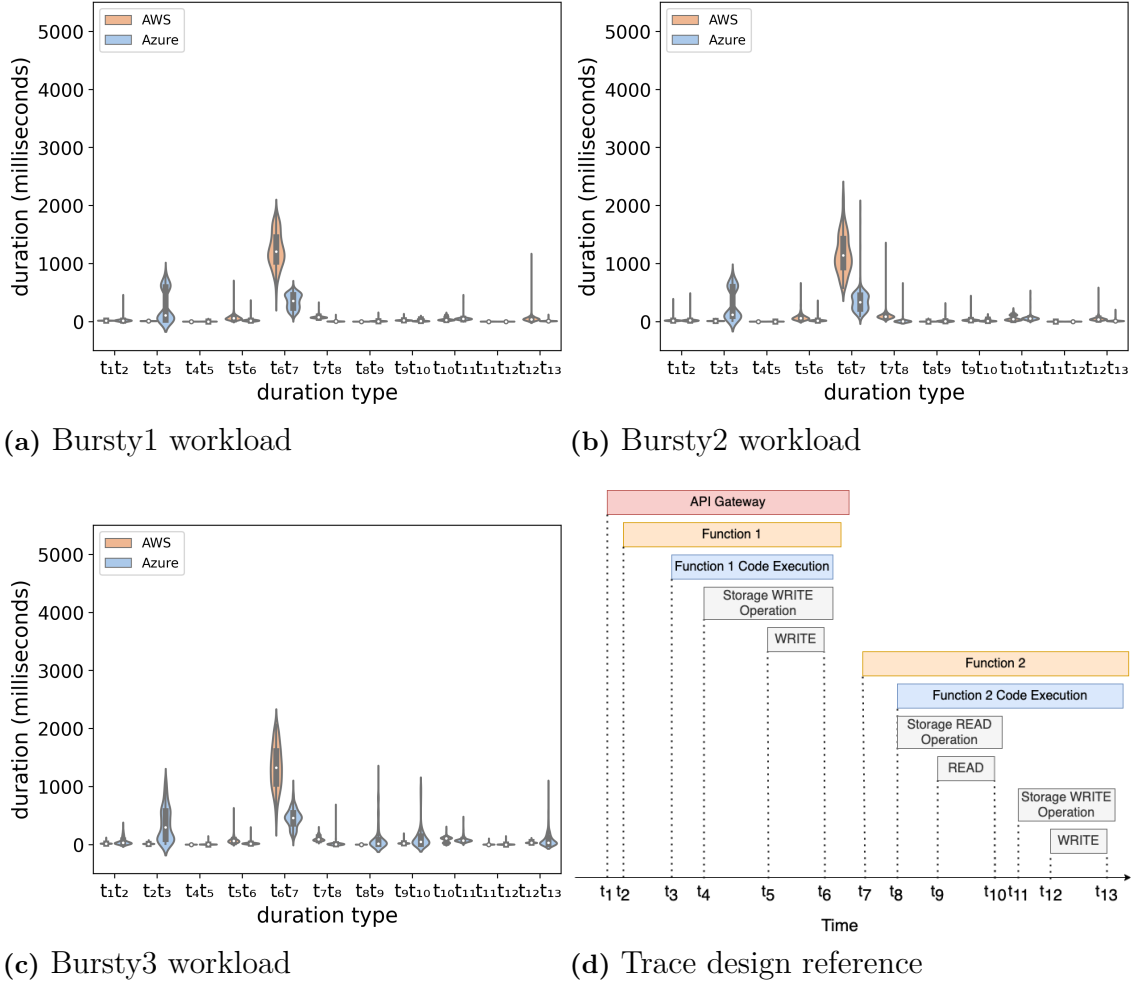 5000
4000
3000
2000
1000
0
duration (milliseconds)
AWS
Azure
t₁t₂ t₂t₃ t₄t₅ t₅t₆ t₆t₇ t₇t₈ t₈t₉ t₉t₁₀ t₁₀t₁₁ t₁₁t₁₂ t₁₂t₁₃
duration type
(a) Bursty1 workload
5000
4000
3000
2000
1000
0
duration (milliseconds)
AWS
Azure
t₁t₂ t₂t₃ t₄t₅ t₅t₆ t₆t₇ t₇t₈ t₈t₉ t₉t₁₀ t₁₀t₁₁ t₁₁t₁₂ t₁₂t₁₃
duration type
(b) Bursty2 workload
5000
4000
3000
2000
1000
0
duration (milliseconds)
AWS
Azure
t₁t₂ t₂t₃ t₄t₅ t₅t₆ t₆t₇ t₇t₈ t₈t₉ t₉t₁₀ t₁₀t₁₁ t₁₁t₁₂ t₁₂t₁₃
duration type
(c) Bursty3 workload
API Gateway
Function 1
Function 1 Code Execution
Storage WRITE
Operation
WRITE
Function 2
Function 2 Code Execution
Storage READ
Operation
READ
Storage WRITE
Operation
WRITE
t₁ t₂ t₃ t₄ t₅ t₆ t₇ t₈ t₉ t₁₀ t₁₁ t₁₂ t₁₃
Time
(d) Trace design reference